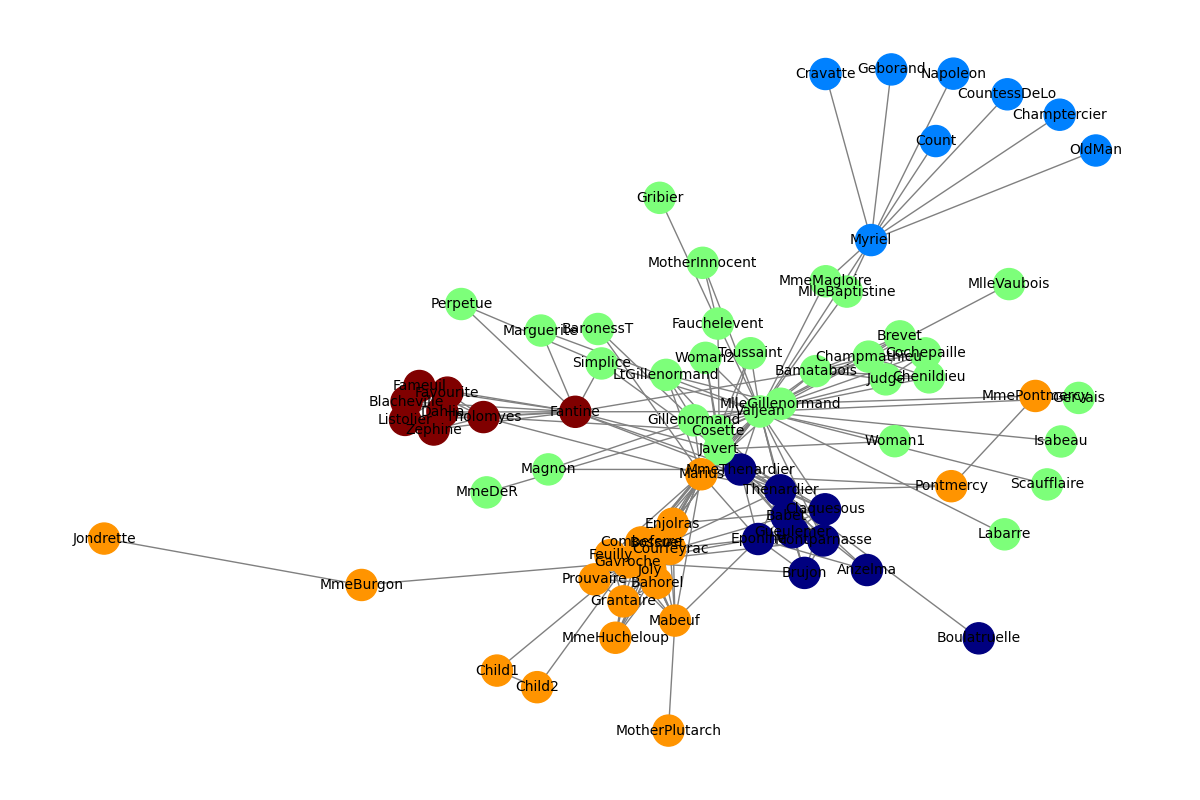 Cravatte
Geborand
Napoleon
CountessDeLo
Champtercier
Count
OldMan
Gribier
Myriel
MotherInnocent
MmeMagloire
MlleBaptistine
MlleVaubois
Perpetue
Marguerite
BaronessT
Fauchelevent
Brevet
Simplice
Woman2
Toussaint
Champmathieu
Cochepaille
LtGillenormand
Bamatabois
Judge
Chenildieu
Fameuil
Favourite
Blacheville
Dahlia
Listolier
Tholomyes
Zephine
Fantine
MlleGillenormand
Valjean
MmePontmercy
Gervais
Gillenormand
Cosette
Javert
Woman1
Isabeau
Magnon
Marius
MmeThenardier
MmeDeR
Thenardier
Pontmercy
Scaufflaire
Babet
Claquesous
Gueulemer
Montparnasse
Eponine
Labarre
Jondrette
Enjolras
Combeferre
Bossuet
Courfeyrac
Feuilly
Gavroche
Joly
Prouvaire
Bahorel
Brujon
Anzelma
MmeBurgon
Grantaire
Mabeuf
MmeHucheloup
Boulatruelle
Child1
Child2
MotherPlutarch